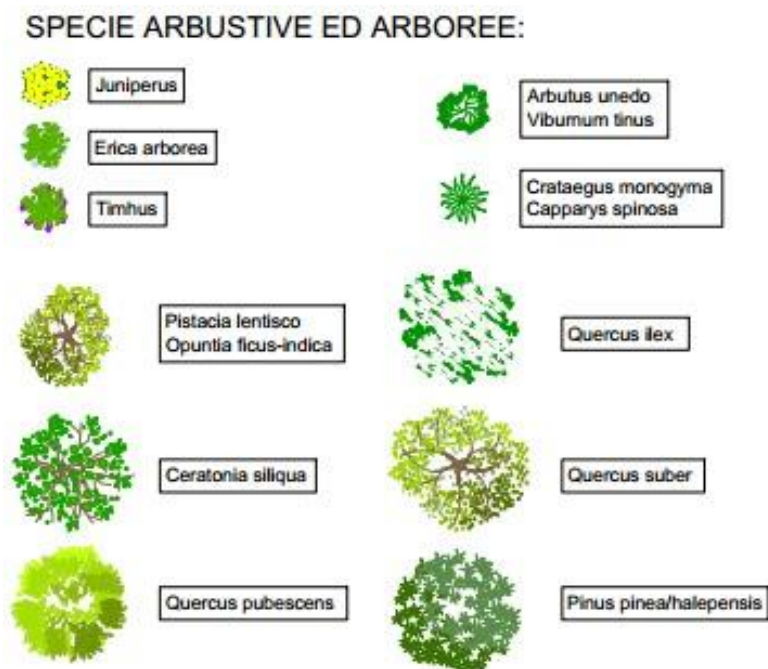 SPECIE ARBUSTIVE ED ARBOREE:
Juniperus
Erica arborea
Timhus
Arbutus unedo
Viburnum tinus
Crataegus monogyma
Capparys spinosa
Pistacia lentisco
Opuntia ficus-indica
Quercus ilex
Ceratonia siliqua
Quercus suber
Quercus pubescens
Pinus pinea/halepensis